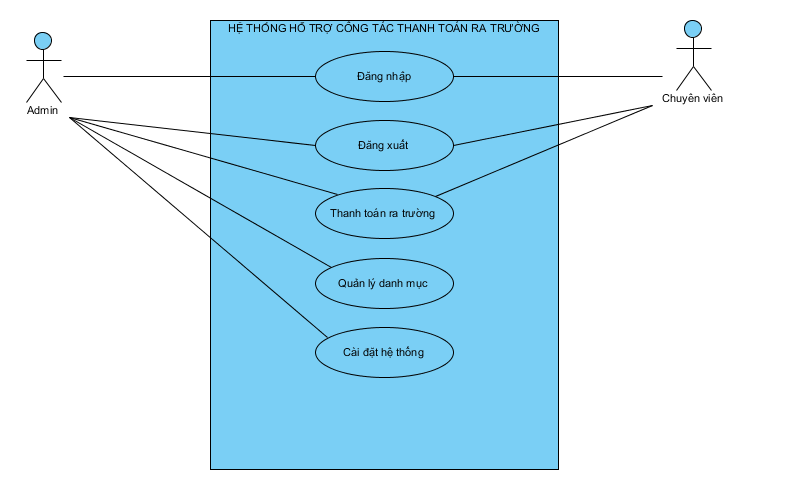 HỆ THỐNG HỖ TRỢ CÔNG TÁC THANH TOÁN RA TRƯỜNG
Đăng nhập
Admin
Chuyên viên
Đăng xuất
Thanh toán ra trường
Quản lý danh mục
Cài đặt hệ thống